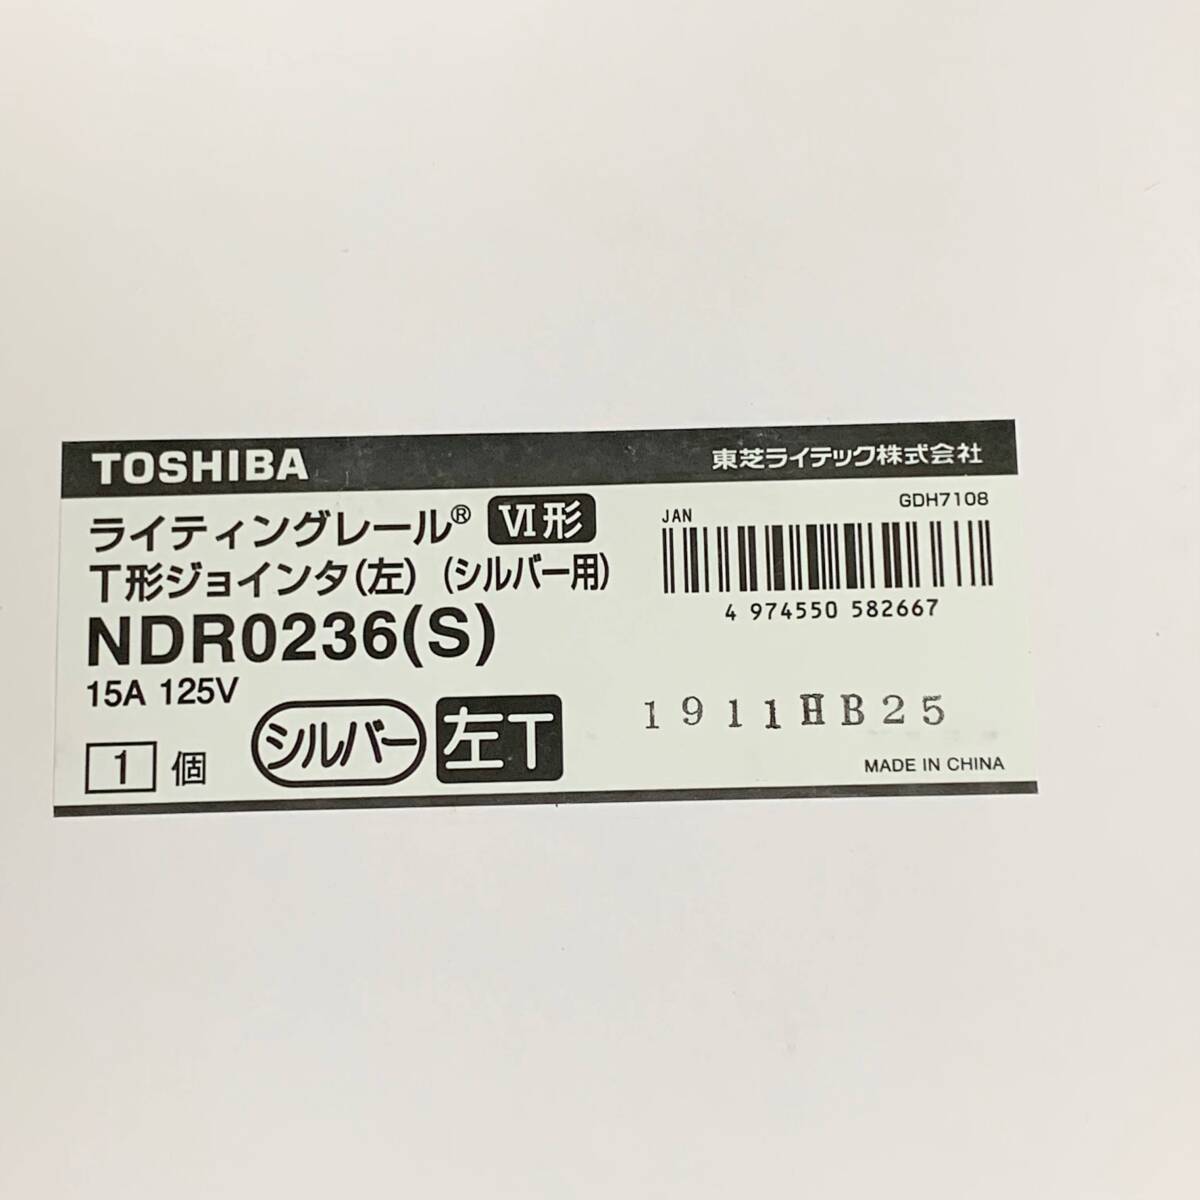 TOSHIBA
東芝ライテック株式会社
ライティングレール® VI形
T形ジョインタ(左) (シルバー用)
NDR0236(S)
15A 125V
1 個
シルバー 左T
GDH7108
JAN
4 974550 582667
1911HB25
MADE IN CHINA